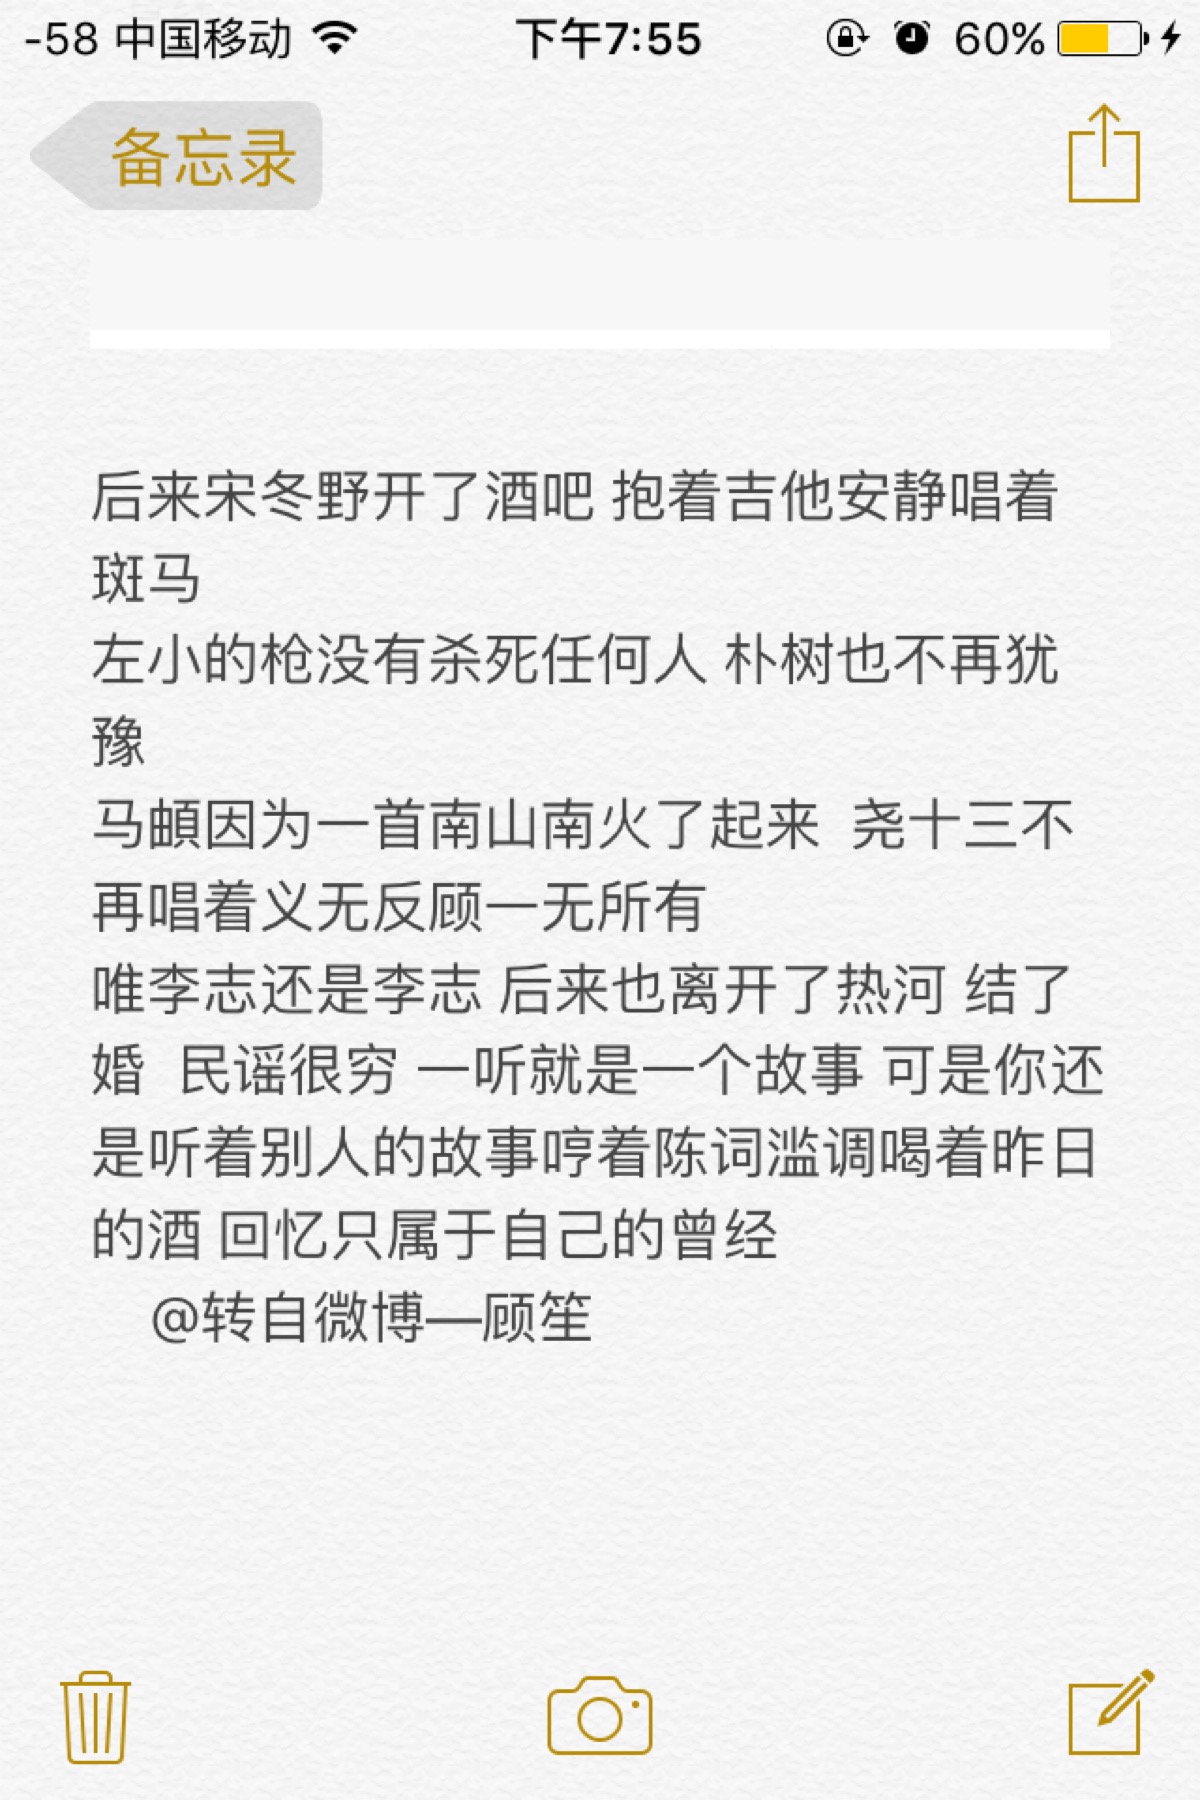 -58 中国移动 下午7:55 60%
备忘录
后来宋冬野开了酒吧 抱着吉他安静唱着
斑马
左小的枪没有杀死任何人 朴树也不再犹
豫
马頔因为一首南山南火了起来  尧十三不
再唱着义无反顾一无所有
唯李志还是李志 后来也离开了热河 结了
婚  民谣很穷 一听就是一个故事 可是你还
是听着别人的故事哼着陈词滥调喝着昨日
的酒 回忆只属于自己的曾经
@转自微博—顾笙